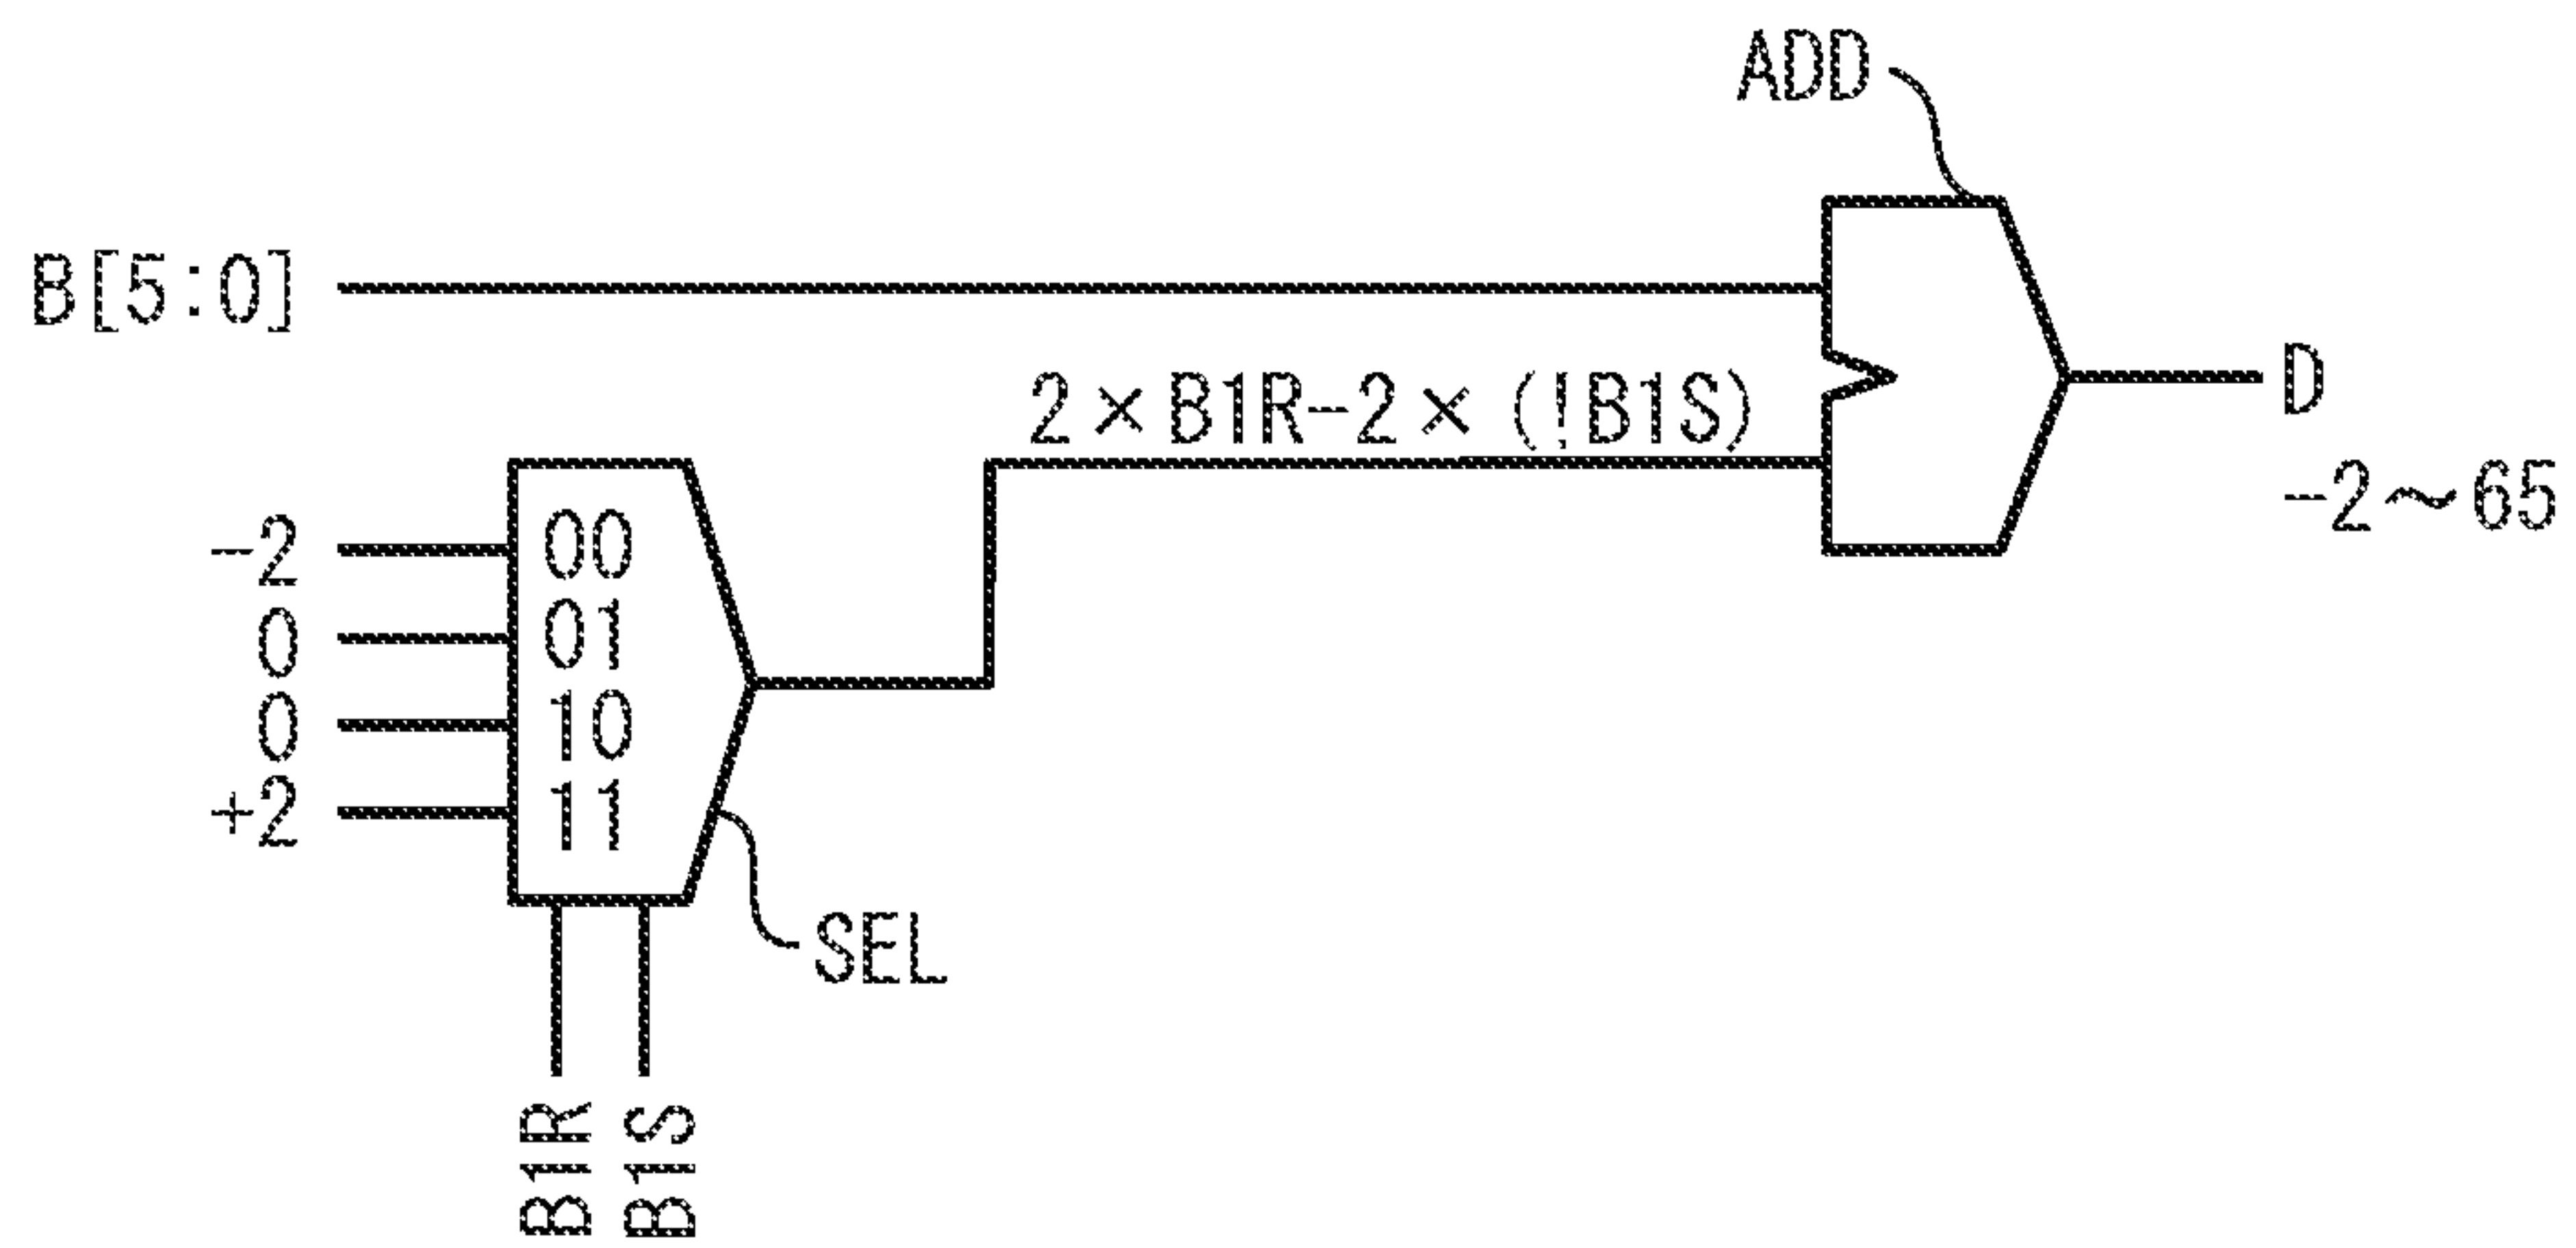 ADD
B[5:0]
2×B1R-2×(!B1S)
D
-2～65
-2 00
0 01
0 10
+2 11
SEL
B1R
B1S